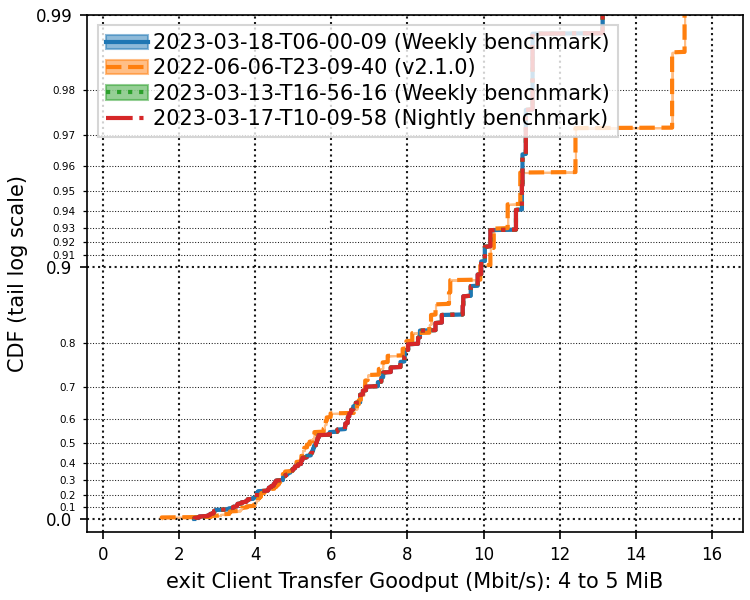 0.99
2023-03-18-T06-00-09 (Weekly benchmark)
2022-06-06-T23-09-40 (v2.1.0)
2023-03-13-T16-56-16 (Weekly benchmark)
2023-03-17-T10-09-58 (Nightly benchmark)
0.98
0.97
0.96
0.95
0.94
0.93
0.92
0.91
0.9
0.8
0.7
0.6
0.5
0.4
0.3
0.2
0.1
0.0
CDF (tail log scale)
0 2 4 6 8 10 12 14 16
exit Client Transfer Goodput (Mbit/s): 4 to 5 MiB